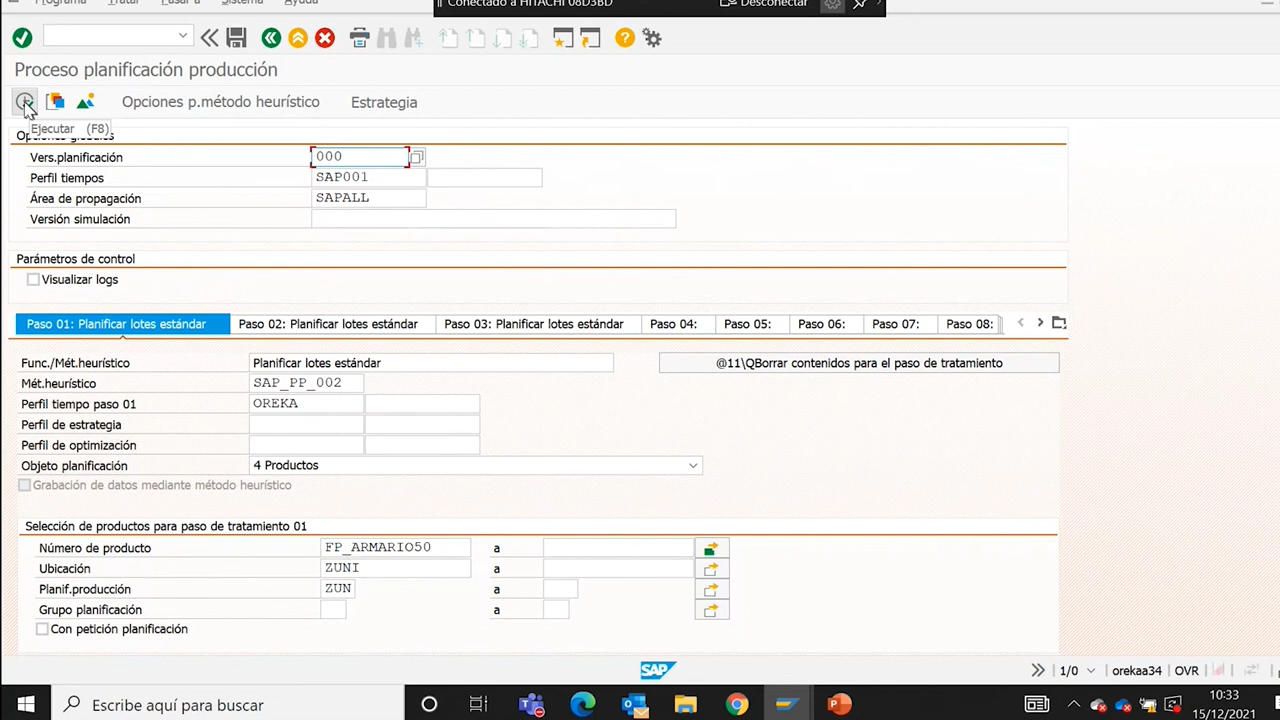 Programa Tratar Pasar a Sistema Ayuda
Conectado a HITACHI 08D3BD Desconectar
Proceso planificación producción
Opciones p.método heurístico Estrategia
Ejecutar (F8)
Opciones globales
Vers.planificación 000
Perfil tiempos SAP001
Área de propagación SAPALL
Versión simulación
Parámetros de control
Visualizar logs
Paso 01: Planificar lotes estándar Paso 02: Planificar lotes estándar Paso 03: Planificar lotes estándar Paso 04: Paso 05: Paso 06: Paso 07: Paso 08:
Func./Mét.heurístico Planificar lotes estándar @11\QBorrar contenidos para el paso de tratamiento
Mét.heurístico SAP_PP_002
Perfil tiempo paso 01 OREKA
Perfil de estrategia
Perfil de optimización
Objeto planificación 4 Productos
Grabación de datos mediante método heurístico
Selección de productos para paso de tratamiento 01
Número de producto FP_ARMARIO50 a
Ubicación ZUNI a
Planif.producción ZUN a
Grupo planificación a
Con petición planificación
SAP 1/0 orekaa34 OVR
Escribe aquí para buscar
10:33
15/12/2021